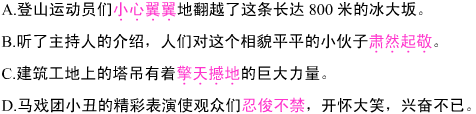 A.登山运动员们小心翼翼地翻越了这条长达 800 米的冰大坂。
B.听了主持人的介绍，人们对这个相貌平平的小伙子肃然起敬。
C.建筑工地上的塔吊有着擎天撼地的巨大力量。
D.马戏团小丑的精彩表演使观众们忍俊不禁，开怀大笑，兴奋不已。